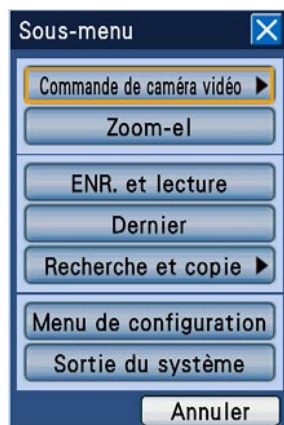 Sous-menu
Commande de caméra vidéo
Zoom-el
ENR. et lecture
Dernier
Recherche et copie
Menu de configuration
Sortie du système
Annuler